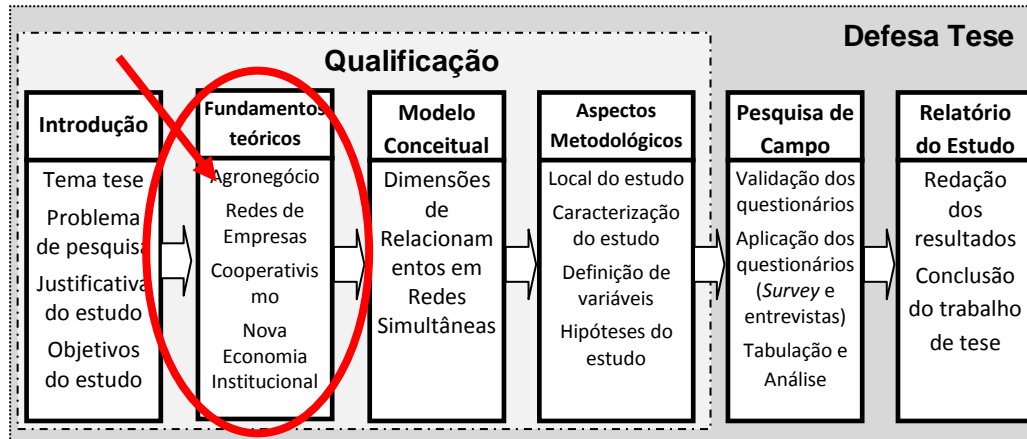 Defesa Tese
Qualificação
Introdução
Tema tese
Problema
de pesquisa
Justificativa
do estudo
Objetivos
do estudo
Fundamentos
teóricos
Agronegócio
Redes de
Empresas
Cooperativis
mo
Nova
Economia
Institucional
Modelo
Conceitual
Dimensões
de
Relacionam
entos em
Redes
Simultâneas
Aspectos
Metodológicos
Local do estudo
Caracterização
do estudo
Definição de
variáveis
Hipóteses do
estudo
Pesquisa de
Campo
Validação dos
questionários
Aplicação dos
questionários
(Survey e
entrevistas)
Tabulação e
Análise
Relatório
do Estudo
Redação
dos
resultados
Conclusão
do trabalho
de tese